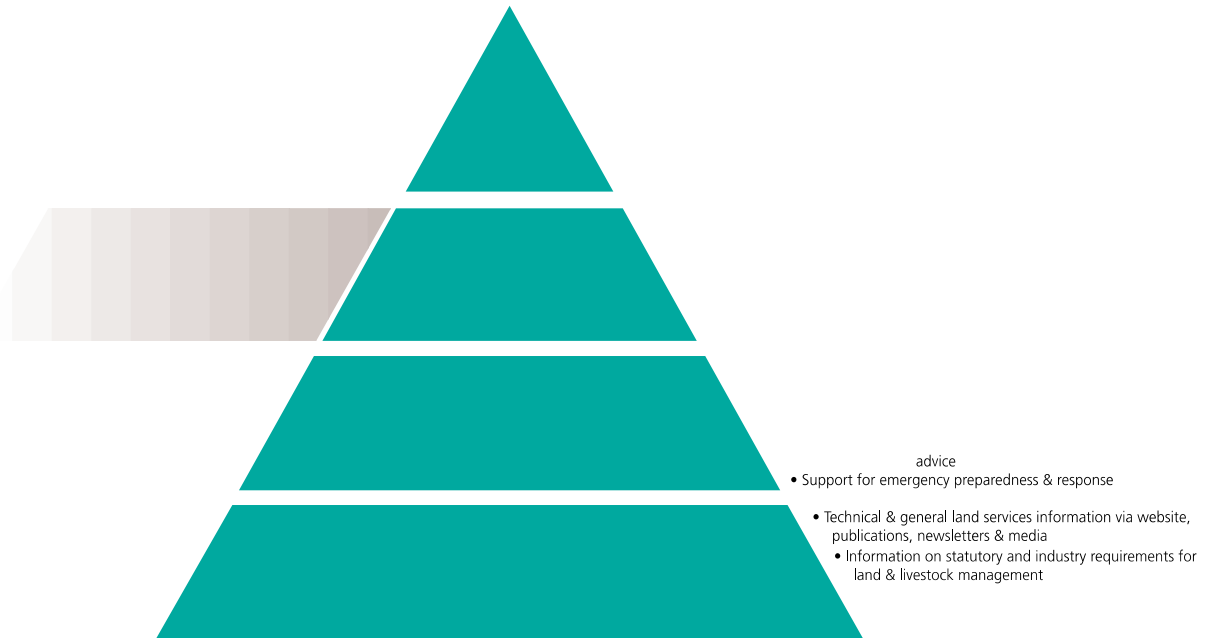 advice
• Support for emergency preparedness & response
• Technical & general land services information via website,
publications, newsletters & media
• Information on statutory and industry requirements for
land & livestock management